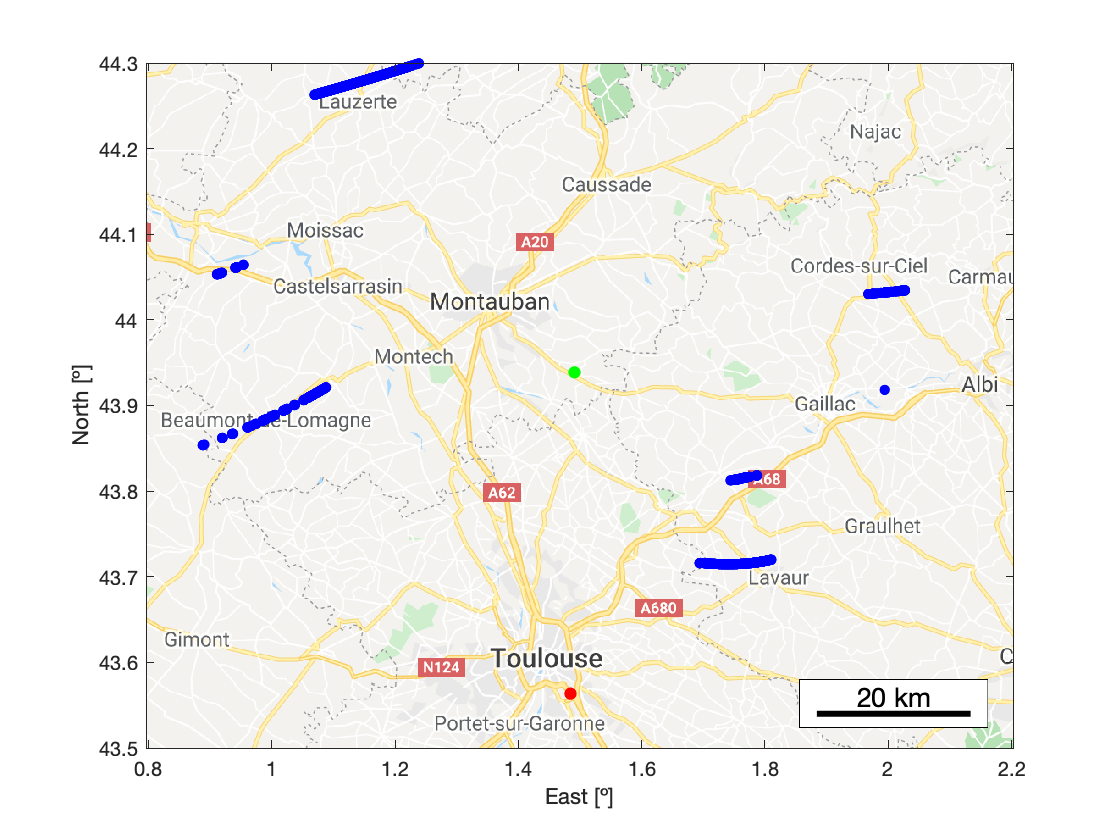 44.3
Lauzerte
44.2
Najac
Caussade
44.1
Moissac
A20
Cordes-sur-Ciel
Carmau
Castelsarrasin
Montauban
44
Montech
Albi
43.9
Gaillac
Beaumont-de-Lomagne
43.8
A62
A68
Graulhet
43.7
Lavaur
A680
Gimont
43.6
N124
Toulouse
C
20 km
Portet-sur-Garonne
43.5
0.8 1 1.2 1.4 1.6 1.8 2 2.2
East [º]
North [º]